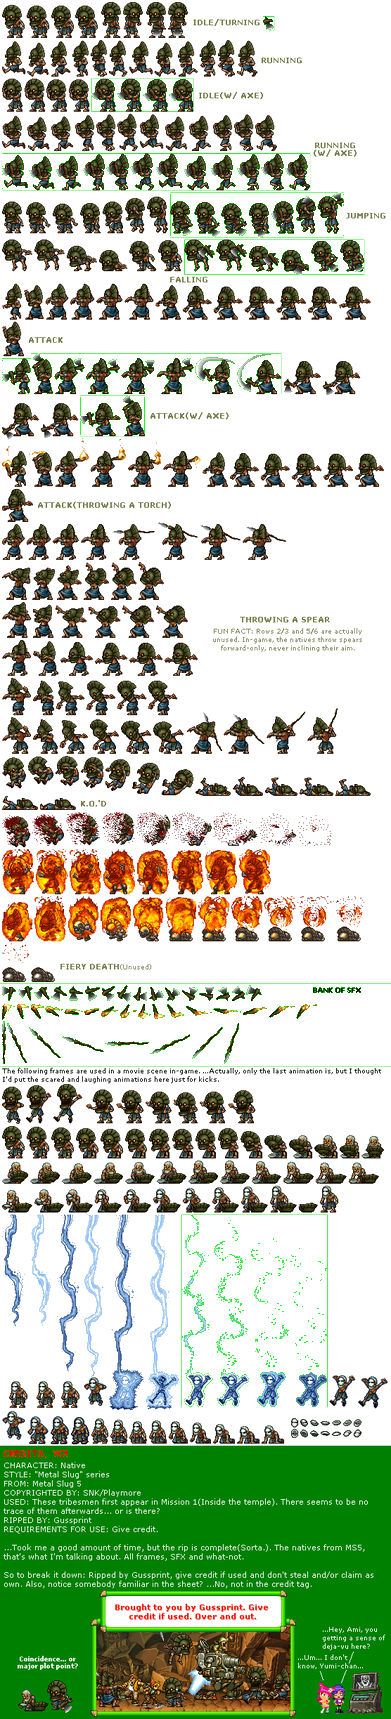 IDLE/TURNING
RUNNING
IDLE(W/ AXE)
RUNNING
(W/ AXE)
JUMPING
FALLING
ATTACK
ATTACK(W/ AXE)
ATTACK(THROWING A TORCH)
THROWING A SPEAR
FUN FACT: Rows 2/3 and 5/6 are actually
unused. In-game, the natives throw spears
forward-only, never inclining their aim.
K.O.'D
FIERY DEATH(Unused)
BANK OF SFX
The following frames are used in a movie scene in-game. ...Actually, only the last animation is, but I thought
I'd put the scared and laughing animations here just for kicks.
CHARACTER: Native
STYLE: "Metal Slug" series
FROM: Metal Slug 5
COPYRIGHTED BY: SNK/Playmore
USED: These tribesmen first appear in Mission 1(Inside the temple). There seems to be no
trace of them afterwards... or is there?
RIPPED BY: Gussprint
REQUIREMENTS FOR USE: Give credit.
...Took me a good amount of time, but the rip is complete(Sorta.). The natives from MS5,
that's what I'm talking about. All frames, SFX and what-not.
So to break it down: Ripped by Gussprint, give credit if used and don't steal and/or claim as
own. Also, notice somebody familiar in the sheet? ...No, not in the credit tag.
Brought to you by Gussprint. Give
credit if used. Over and out.
Coincidence... or
major plot point?
...Hey, Ami, you
getting a sense of
deja-vu here?
...Um... I don't
know, Yumi-chan...